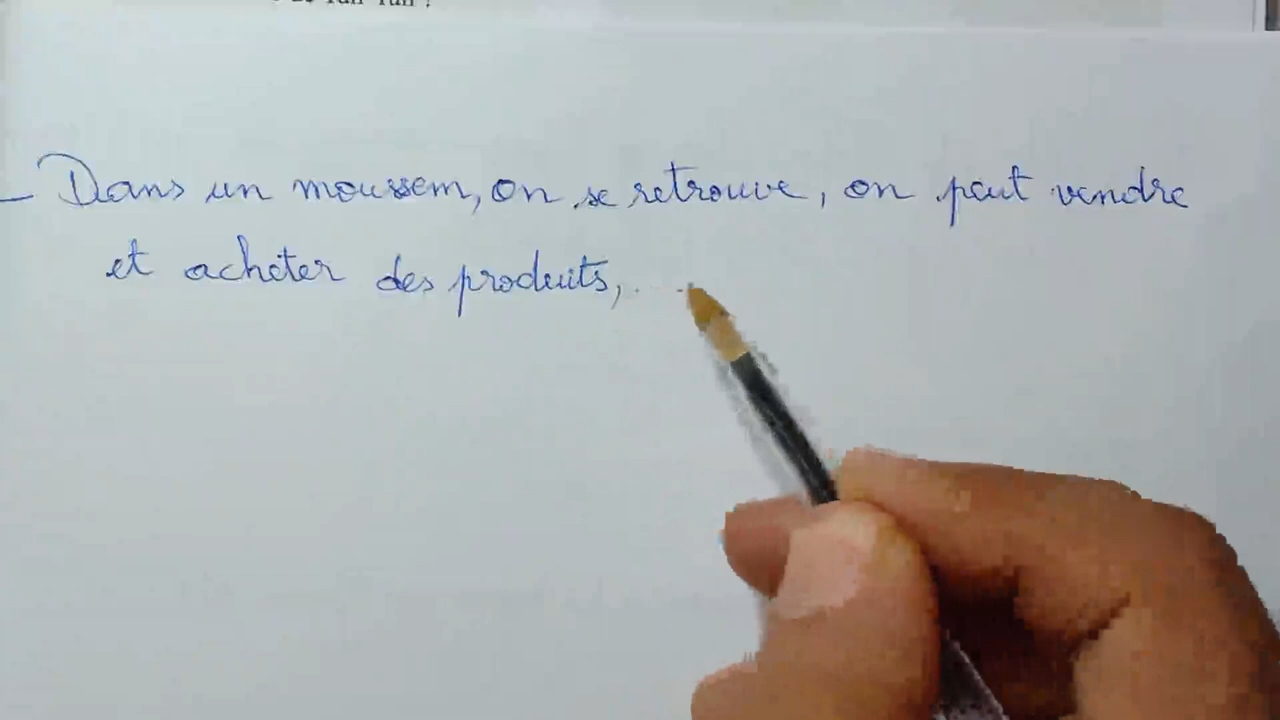 - Dans un moussem, on se retrouve, on peut vendre
et acheter des produits, ...